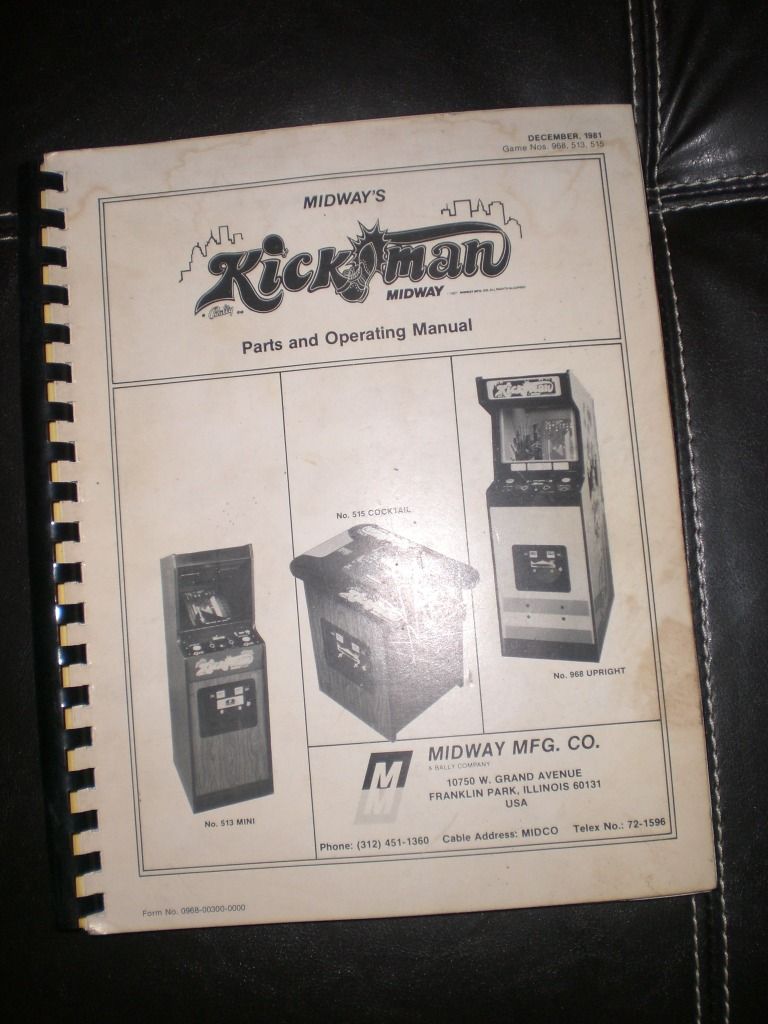 DECEMBER, 1981
Game Nos. 968, 513, 515
MIDWAY'S
Kickman
Bally
MIDWAY
Parts and Operating Manual
No. 515 COCKTAIL
No. 968 UPRIGHT
No. 513 MINI
MIDWAY MFG. CO.
A BALLY COMPANY
10750 W. GRAND AVENUE
FRANKLIN PARK, ILLINOIS 60131
USA
Phone: (312) 451-1360 Cable Address: MIDCO Telex No.: 72-1596
Form No. 0968-00300-0000